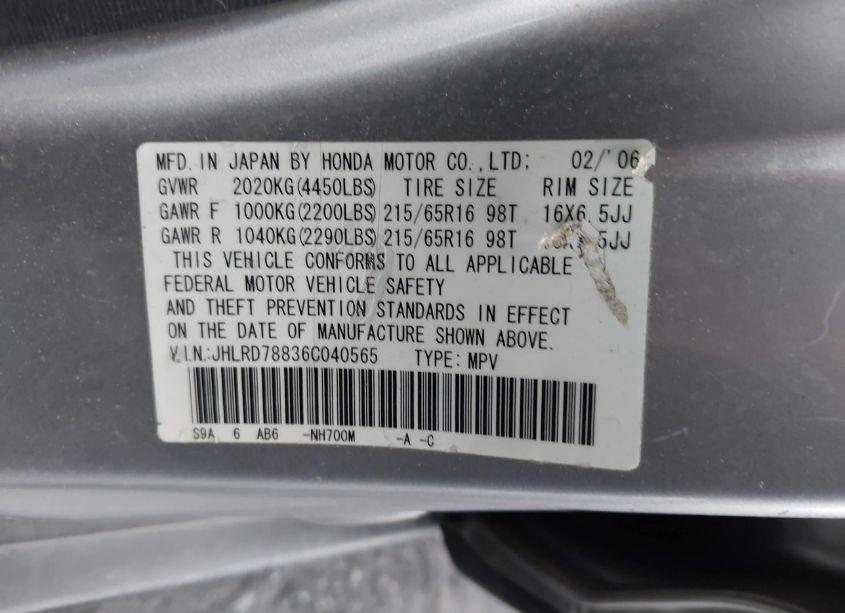 MFD. IN JAPAN BY HONDA MOTOR CO.,LTD: 02/'06
GVWR 2020KG(4450LBS) TIRE SIZE RIM SIZE
GAWR F 1000KG(2200LBS) 215/65R16 98T 16X6.5JJ
GAWR R 1040KG(2290LBS) 215/65R16 98T 16X6.5JJ
THIS VEHICLE CONFORMS TO ALL APPLICABLE
FEDERAL MOTOR VEHICLE SAFETY
AND THEFT PREVENTION STANDARDS IN EFFECT
ON THE DATE OF MANUFACTURE SHOWN ABOVE.
V.I.N.:JHLRD78836C040565 TYPE: MPV
S9A 6 AB6 -NH700M -A -C